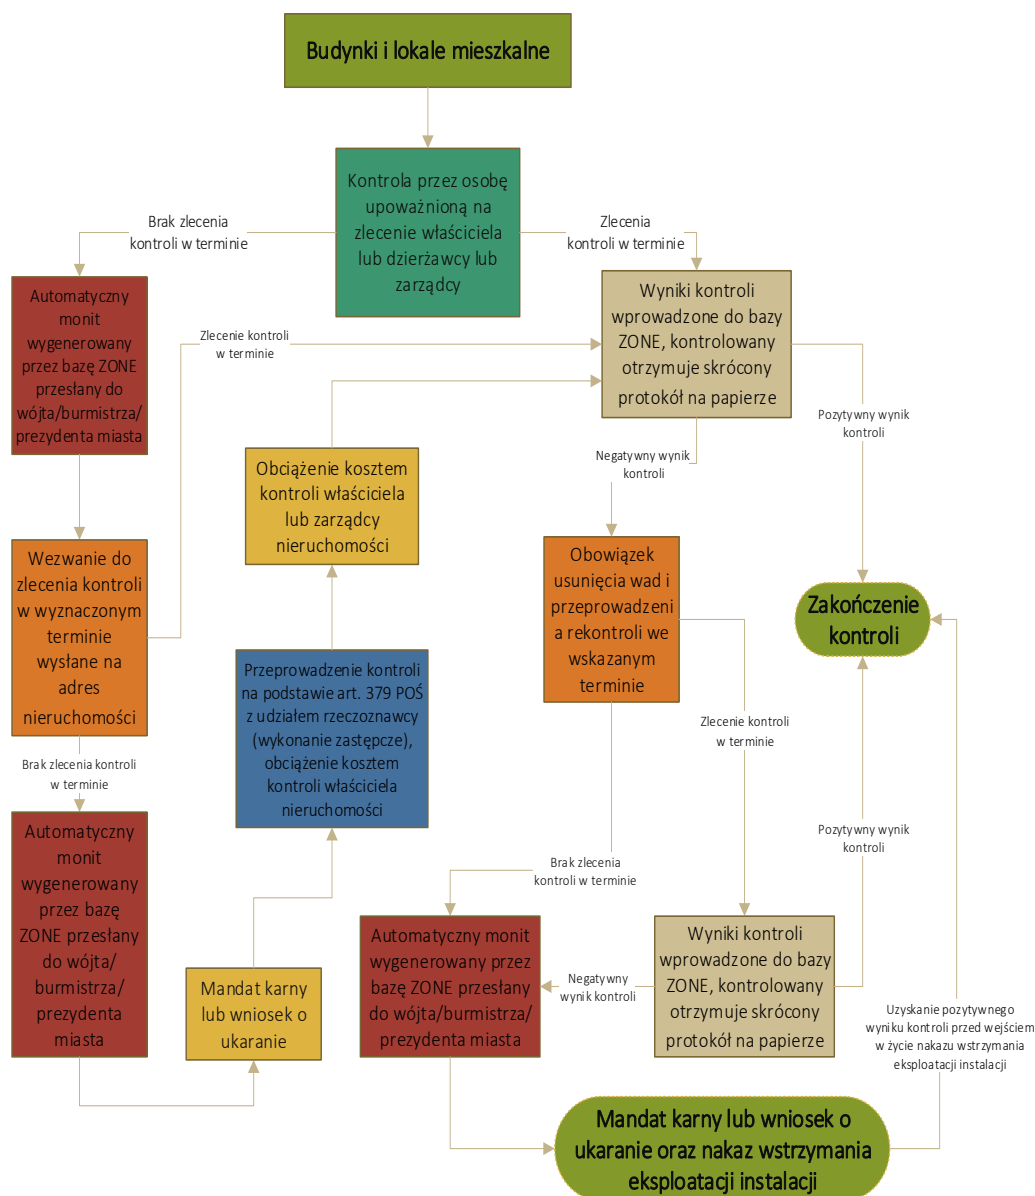 Budynki i lokale mieszkalne
Kontrola przez osobę
upoważnioną na
zlecenie właściciela
lub dzierżawcy lub
zarządcy
Brak zlecenia
kontroli w terminie
Zlecenia
kontroli w terminie
Automatyczny
monit
wygenerowany
przez bazę ZONE
przesłany do
wójta/burmistrza/
prezydenta miasta
Zlecenie kontroli
w terminie
Wyniki kontroli
wprowadzone do bazy
ZONE, kontrolowany
otrzymuje skrócony
protokół na papierze
Pozytywny wynik
kontroli
Negatywny wynik
kontroli
Obciążenie kosztem
kontroli właściciela
lub zarządcy
nieruchomości
Wezwanie do
zlecenia kontroli
w wyznaczonym
terminie
wysłane na
adres
nieruchomości
Obowiązek
usunięcia wad i
przeprowadzeni
a rekontroli we
wskazanym
terminie
Zakończenie
kontroli
Przeprowadzenie kontroli
na podstawie art. 379 POŚ
z udziałem rzeczoznawcy
(wykonanie zastępcze),
obciążenie kosztem
kontroli właściciela
nieruchomości
Zlecenie kontroli
w terminie
Brak zlecenia kontroli
w terminie
Automatyczny
monit
wygenerowany
przez bazę
ZONE przesłany
do wójta/
burmistrza/
prezydenta
miasta
Pozytywny wynik
kontroli
Brak zlecenia
kontroli w terminie
Mandat karny
lub wniosek o
ukaranie
Automatyczny monit
wygenerowany przez
bazę ZONE przesłany
do wójta/burmistrza/
prezydenta miasta
Negatywny
wynik kontroli
Wyniki kontroli
wprowadzone do bazy
ZONE, kontrolowany
otrzymuje skrócony
protokół na papierze
Uzyskanie pozytywnego
wyniku kontroli przed wejściem
w życie nakazu wstrzymania
eksploatacji instalacji
Mandat karny lub wniosek o
ukaranie oraz nakaz wstrzymania
eksploatacji instalacji